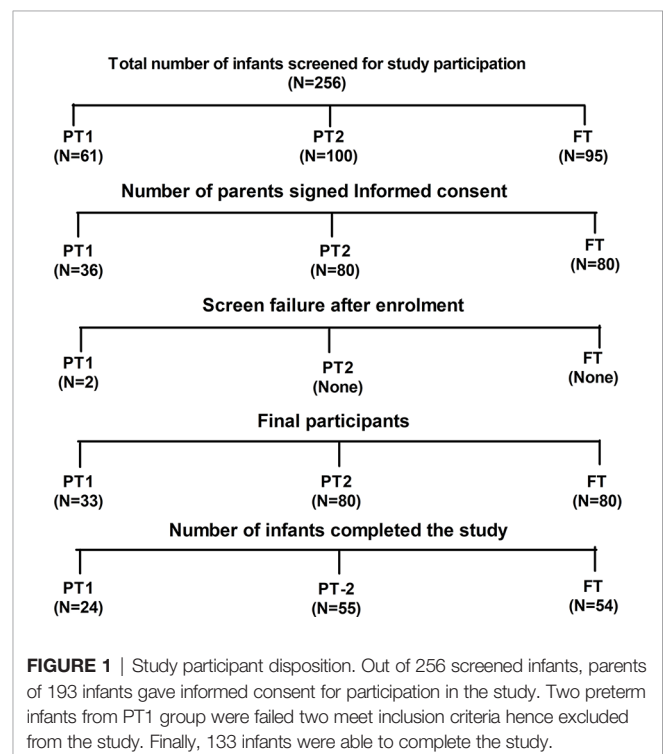 Total number of infants screened for study participation
(N=256)
PT1 PT2 FT
(N=61) (N=100) (N=95)
Number of parents signed Informed consent
PT1 PT2 FT
(N=36) (N=80) (N=80)
Screen failure after enrolment
PT1 PT2 FT
(N=2) (None) (None)
Final participants
PT1 PT2 FT
(N=33) (N=80) (N=80)
Number of infants completed the study
PT1 PT-2 FT
(N=24) (N=55) (N=54)
FIGURE 1 | Study participant disposition. Out of 256 screened infants, parents
of 193 infants gave informed consent for participation in the study. Two preterm
infants from PT1 group were failed two meet inclusion criteria hence excluded
from the study. Finally, 133 infants were able to complete the study.